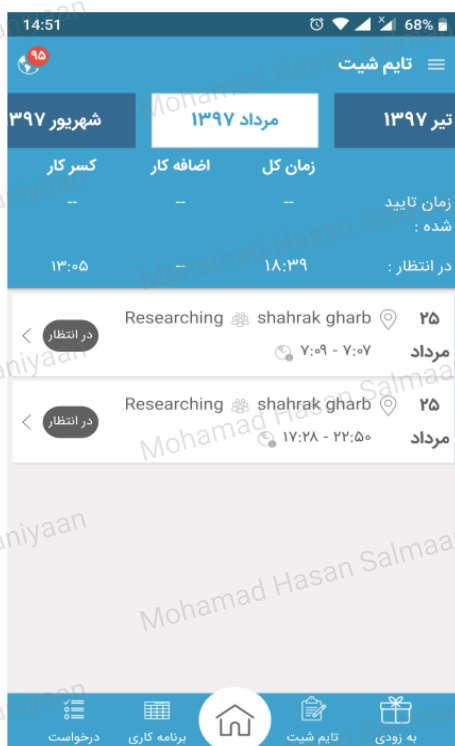 14:51
68%
تایم شیت
۹۵
تیر ۱۳۹۷
مرداد ۱۳۹۷
شهریور ۱۳۹۷
زمان کل
اضافه کار
کسر کار
زمان تایید شده :
--
--
--
در انتظار :
۱۸:۳۹
--
۱۳:۰۵
۲۵ مرداد
shahrak gharb
Researching
۷:۰۷ - ۷:۰۹
در انتظار
۲۵ مرداد
shahrak gharb
Researching
۱۷:۲۸ - ۲۲:۵۰
در انتظار
به زودی
تایم شیت
برنامه کاری
درخواست
Mohamad Hasan Salmaaniyaan